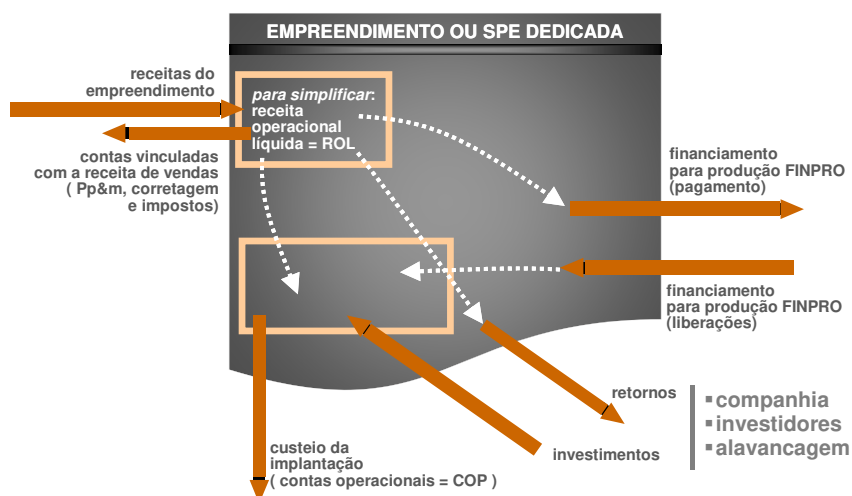 EMPREENDIMENTO OU SPE DEDICADA
receitas do
empreendimento
para simplificar:
receita
operacional
líquida = ROL
contas vinculadas
com a receita de vendas
( Pp&m, corretagem
e impostos)
financiamento
para produção FINPRO
(pagamento)
financiamento
para produção FINPRO
(liberações)
retornos
▪companhia
▪investidores
▪alavancagem
investimentos
custeio da
implantação
( contas operacionais = COP )